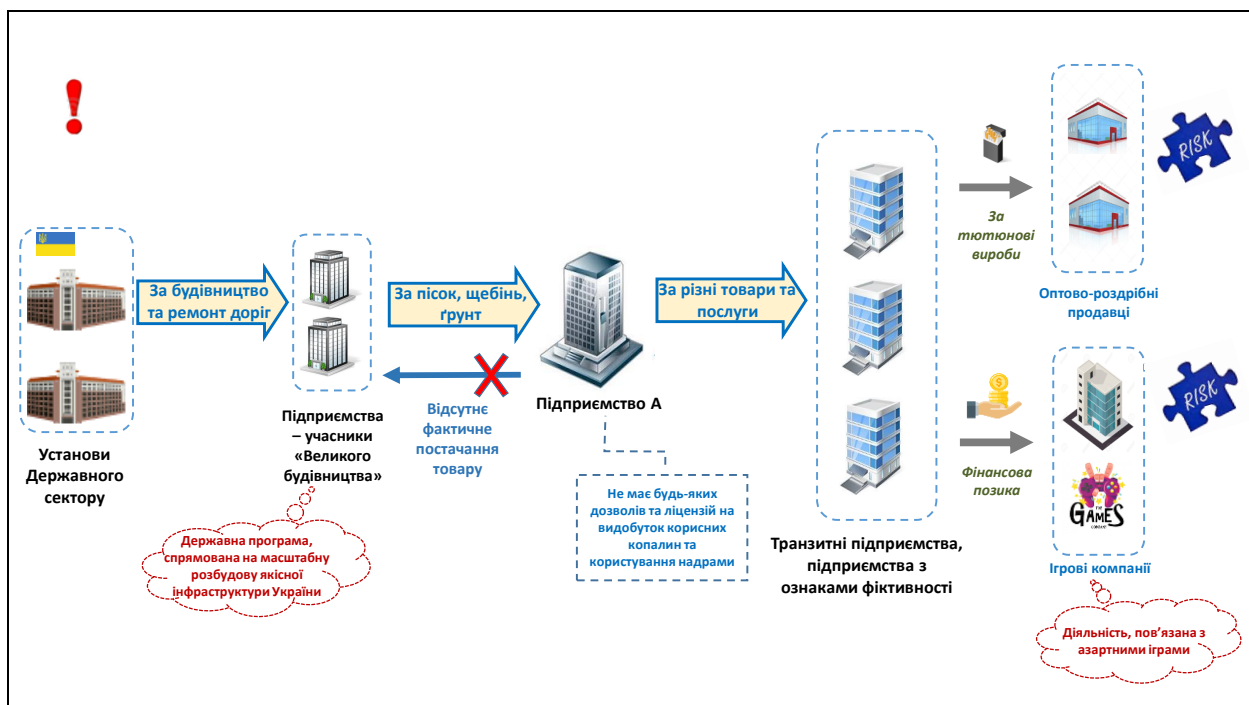 За будівництво
та ремонт доріг
За пісок, щебінь,
ґрунт
За різні товари та
послуги
За
тютюнові
вироби
RISK
Оптово-роздрібні
продавці
Відсутнє
фактичне
постачання
товару
Підприємство А
Установи
Державного
сектору
Підприємства
– учасники
«Великого
будівництва»
Державна програма,
спрямована на масштабну
розбудову якісної
інфраструктури України
Не має будь-яких
дозволів та ліцензій на
видобуток корисних
копалин та
користування надрами
Транзитні підприємства,
підприємства з
ознаками фіктивності
Фінансова
позика
RISK
GAMES
Ігрові компанії
Діяльність, пов’язана з
азартними іграми